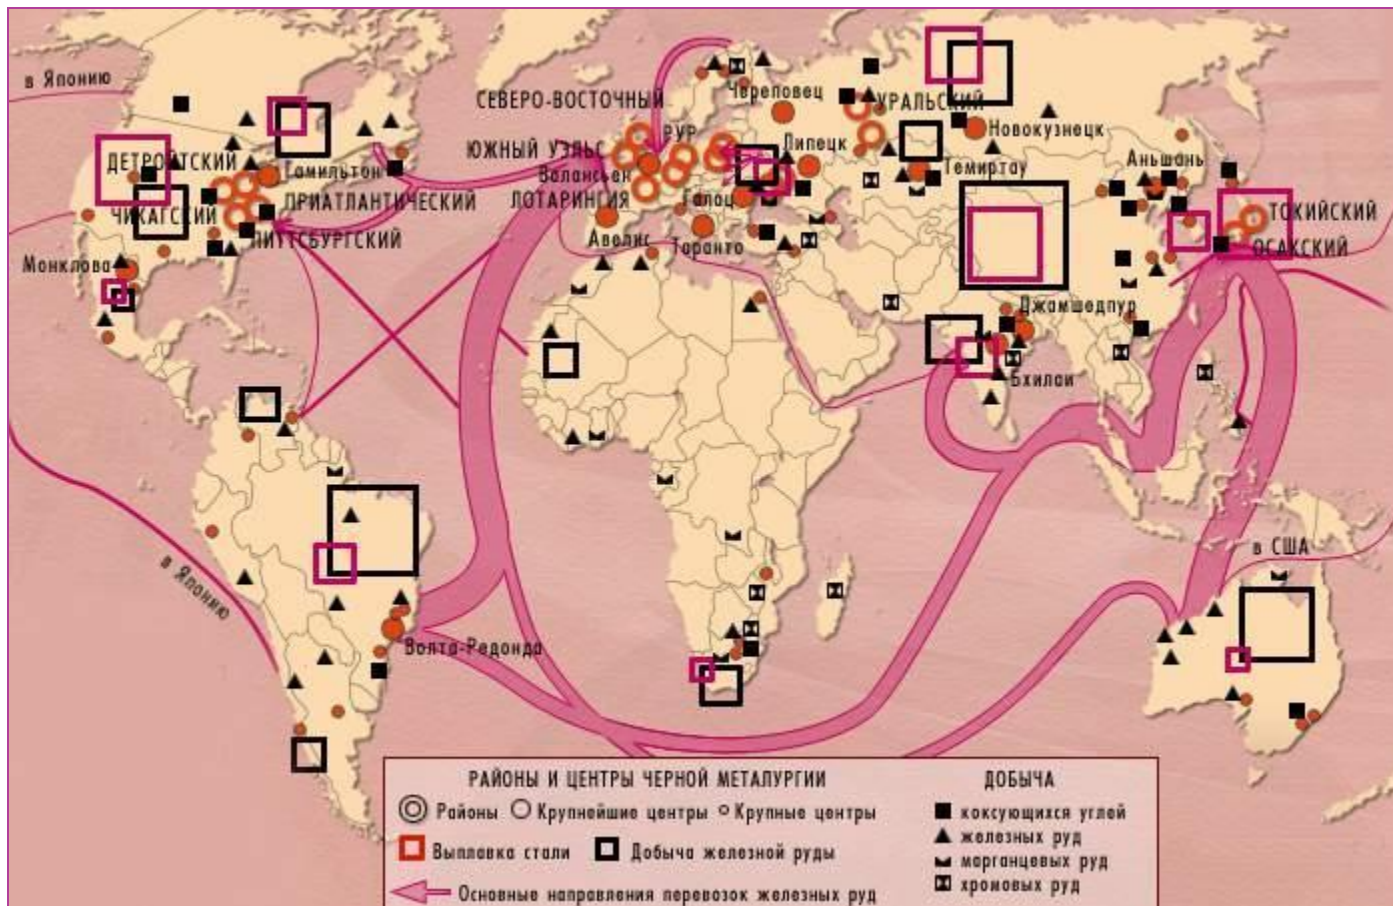 в Японию
СЕВЕРО-ВОСТОЧНЫЙ
Череповец
УРАЛЬСКИЙ
РУР
Новокузнецк
ДЕТРОЙТСКИЙ
Гамильтон
ЮЖНЫЙ УЭЛЬС
Валансьен
Липецк
Темиртау
Аньшань
ЧИКАГСКИЙ
ПРИАТЛАНТИЧЕСКИЙ
ЛОТАРИНГИЯ
Галоц
ТОКИЙСКИЙ
ПИТТСБУРГСКИЙ
Авелис
Таранто
ОСАКСКИЙ
Монклова
Джамшедпур
Бхилаи
в США
в Японию
Волта-Редонда
РАЙОНЫ И ЦЕНТРЫ ЧЕРНОЙ МЕТАЛУРГИИ
Районы
Крупнейшие центры
Крупные центры
Выплавка стали
Добыча железной руды
Основные направления перевозок железных руд
ДОБЫЧА
коксующихся углей
железных руд
марганцевых руд
хромовых руд